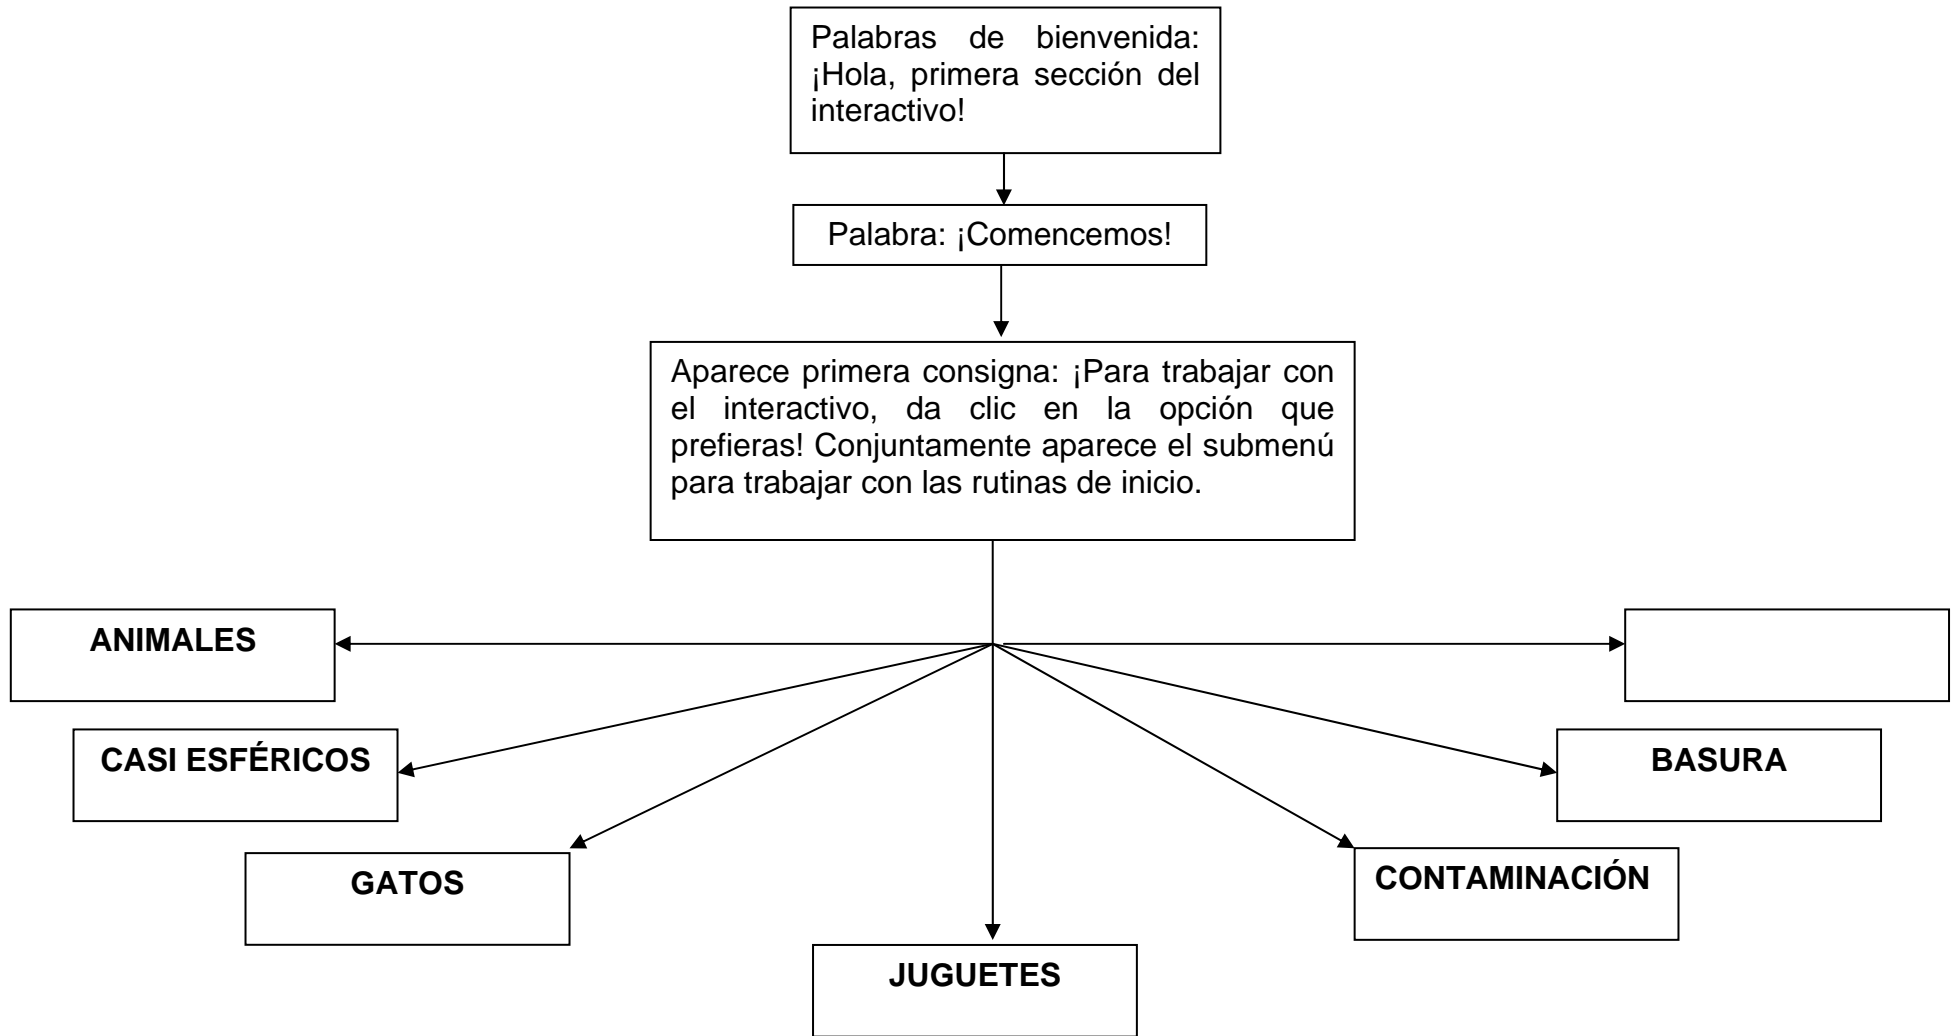 Palabras de bienvenida:
¡Hola, primera sección del
interactivo!
Palabra: ¡Comencemos!
Aparece primera consigna: ¡Para trabajar con
el interactivo, da clic en la opción que
prefieras! Conjuntamente aparece el submenú
para trabajar con las rutinas de inicio.
ANIMALES
CASI ESFÉRICOS
BASURA
GATOS
CONTAMINACIÓN
JUGUETES